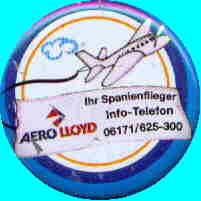 Ihr Spanienflieger
Info-Telefon
AERO LLOYD
06171/625-300